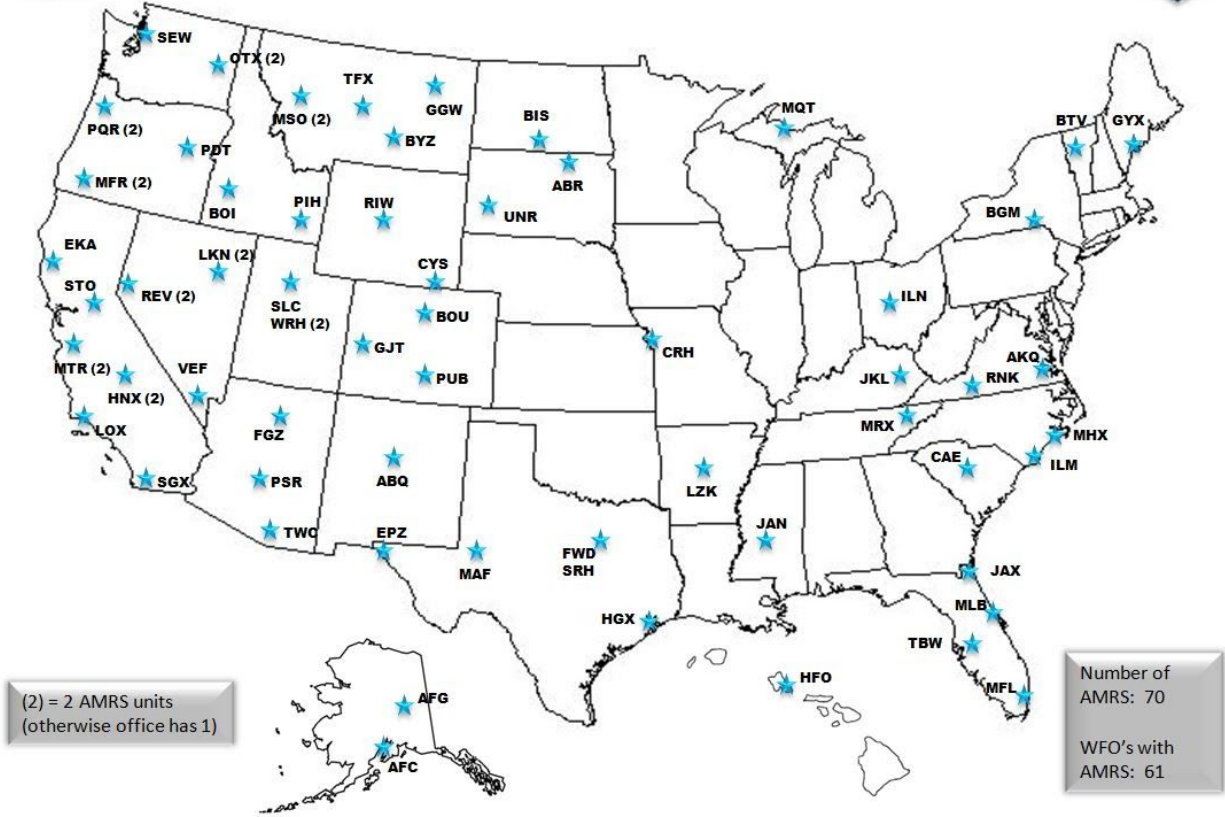 SEW
OTX (2)
TFX
GGW
MSO (2)
BYZ
BIS
MQT
BTV
GYX
PQR (2)
PDT
ABR
MFR (2)
BOI
PIH
RIW
UNR
BGM
EKA
LKN (2)
CYS
STO
REV (2)
SLC
WRH (2)
BOU
ILN
MTR (2)
VEF
GJT
CRH
AKQ
HNX (2)
PUB
JKL
RNK
LOX
FGZ
MRX
MHX
SGX
PSR
ABQ
LZK
CAE
ILM
TWC
EPZ
MAF
FWD
SRH
JAN
JAX
HGX
MLB
TBW
HFO
MFL
AFG
AFC
(2) = 2 AMRS units
(otherwise office has 1)
Number of
AMRS: 70
WFO's with
AMRS: 61